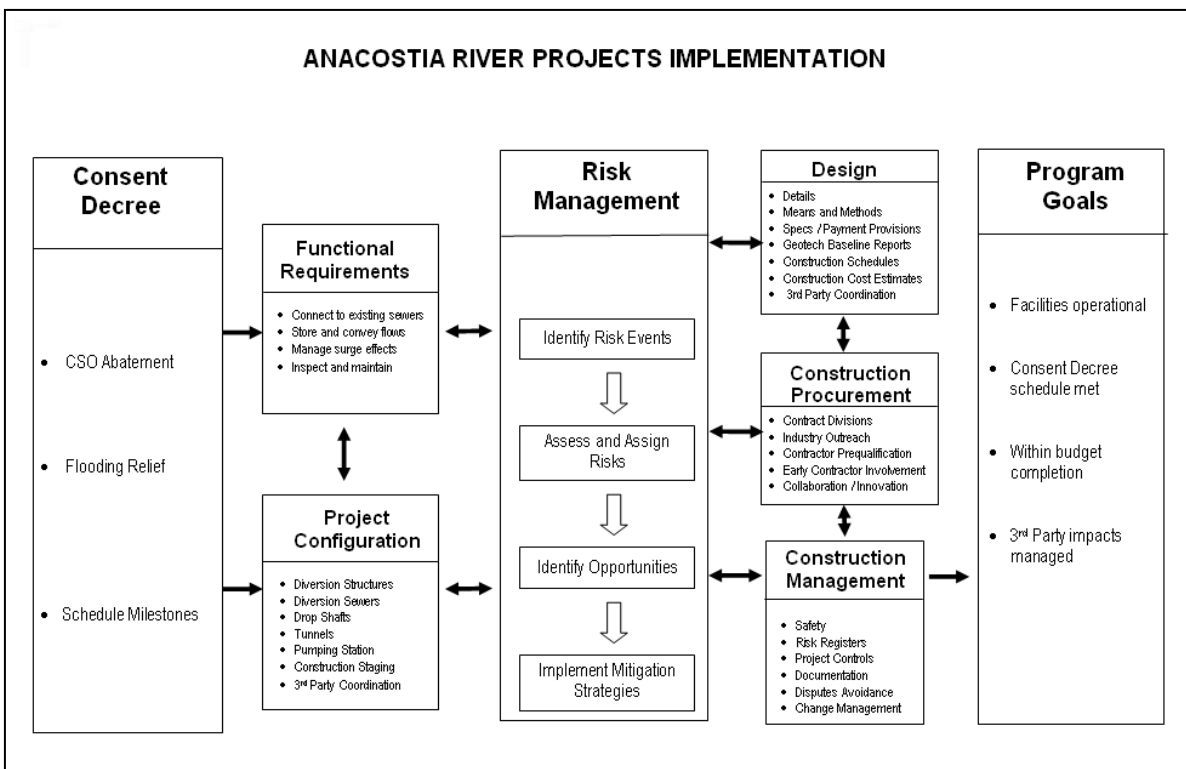 ANACOSTIA RIVER PROJECTS IMPLEMENTATION
Consent
Decree
• CSO Abatement
• Flooding Relief
• Schedule Milestones
Functional
Requirements
• Connect to existing sewers
• Store and convey flows
• Manage surge effects
• Inspect and maintain
Project
Configuration
• Diversion Structures
• Diversion Sewers
• Drop Shafts
• Tunnels
• Pumping Station
• Construction Staging
• 3rd Party Coordination
Risk
Management
Identify Risk Events
Assess and Assign
Risks
Identify Opportunities
Implement Mitigation
Strategies
Design
• Details
• Means and Methods
• Specs / Payment Provisions
• Geotech Baseline Reports
• Construction Schedules
• Construction Cost Estimates
• 3rd Party Coordination
Construction
Procurement
• Contract Divisions
• Industry Outreach
• Contractor Prequalification
• Early Contractor Involvement
• Collaboration / Innovation
Construction
Management
• Safety
• Risk Registers
• Project Controls
• Documentation
• Disputes Avoidance
• Change Management
Program
Goals
• Facilities operational
• Consent Decree
schedule met
• Within budget
completion
• 3rd Party impacts
managed